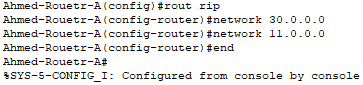 Ahmed-Rouetr-A(config)#rout rip
Ahmed-Rouetr-A(config-router)#network 30.0.0.0
Ahmed-Rouetr-A(config-router)#network 11.0.0.0
Ahmed-Rouetr-A(config-router)#end
Ahmed-Rouetr-A#
%SYS-5-CONFIG_I: Configured from console by console